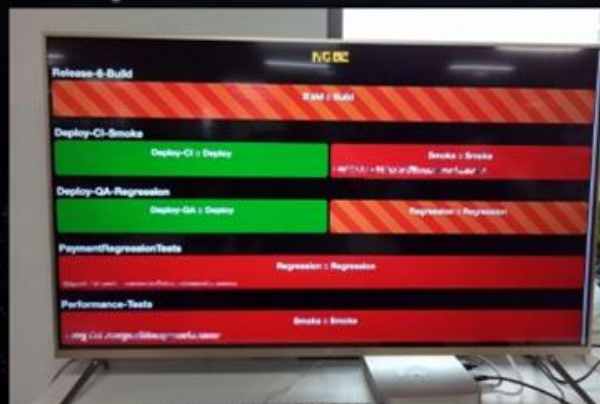 Release-6-Build
Build :: Build
Deploy-CI-Smoke
Deploy-CI :: Deploy
Smoke :: Smoke
Deploy-QA-Regression
Deploy-QA :: Deploy
Regression :: Regression
PaymentRegressionTests
Regression :: Regression
Performance-Tests
Smoke :: Smoke